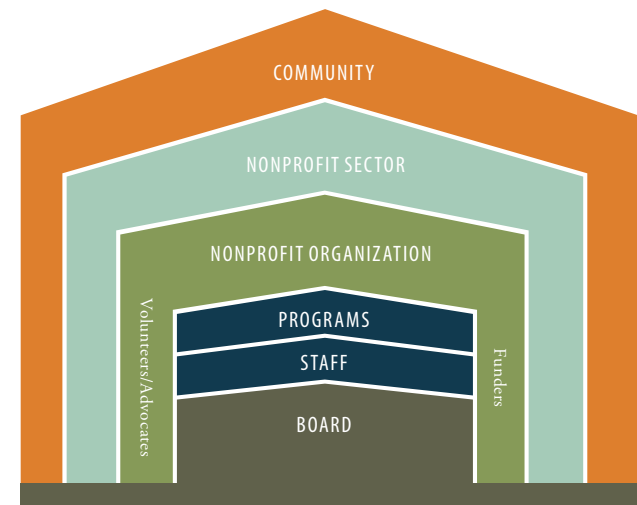 COMMUNITY
NONPROFIT SECTOR
NONPROFIT ORGANIZATION
Volunteers/Advocates
PROGRAMS
STAFF
BOARD
Funders